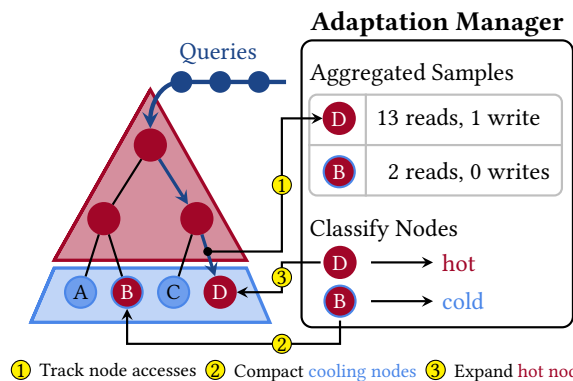 Adaptation Manager
Queries
Aggregated Samples
D 13 reads, 1 write
B 2 reads, 0 writes
1
Classify Nodes
D hot
3
B cold
A B C D
2
1 Track node accesses 2 Compact cooling nodes 3 Expand hot